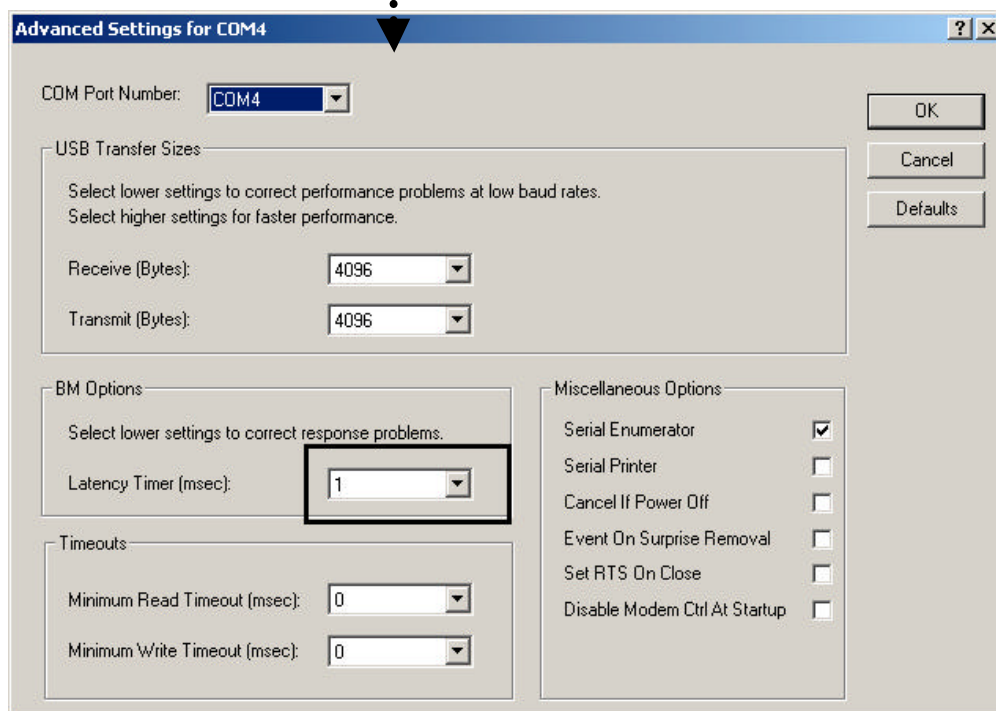 Advanced Settings for COM4
COM Port Number: COM4
OK
Cancel
Defaults
USB Transfer Sizes
Select lower settings to correct performance problems at low baud rates.
Select higher settings for faster performance.
Receive (Bytes): 4096
Transmit (Bytes): 4096
BM Options
Select lower settings to correct response problems.
Latency Timer (msec): 1
Timeouts
Minimum Read Timeout (msec): 0
Minimum Write Timeout (msec): 0
Miscellaneous Options
Serial Enumerator
Serial Printer
Cancel If Power Off
Event On Surprise Removal
Set RTS On Close
Disable Modem Ctrl At Startup